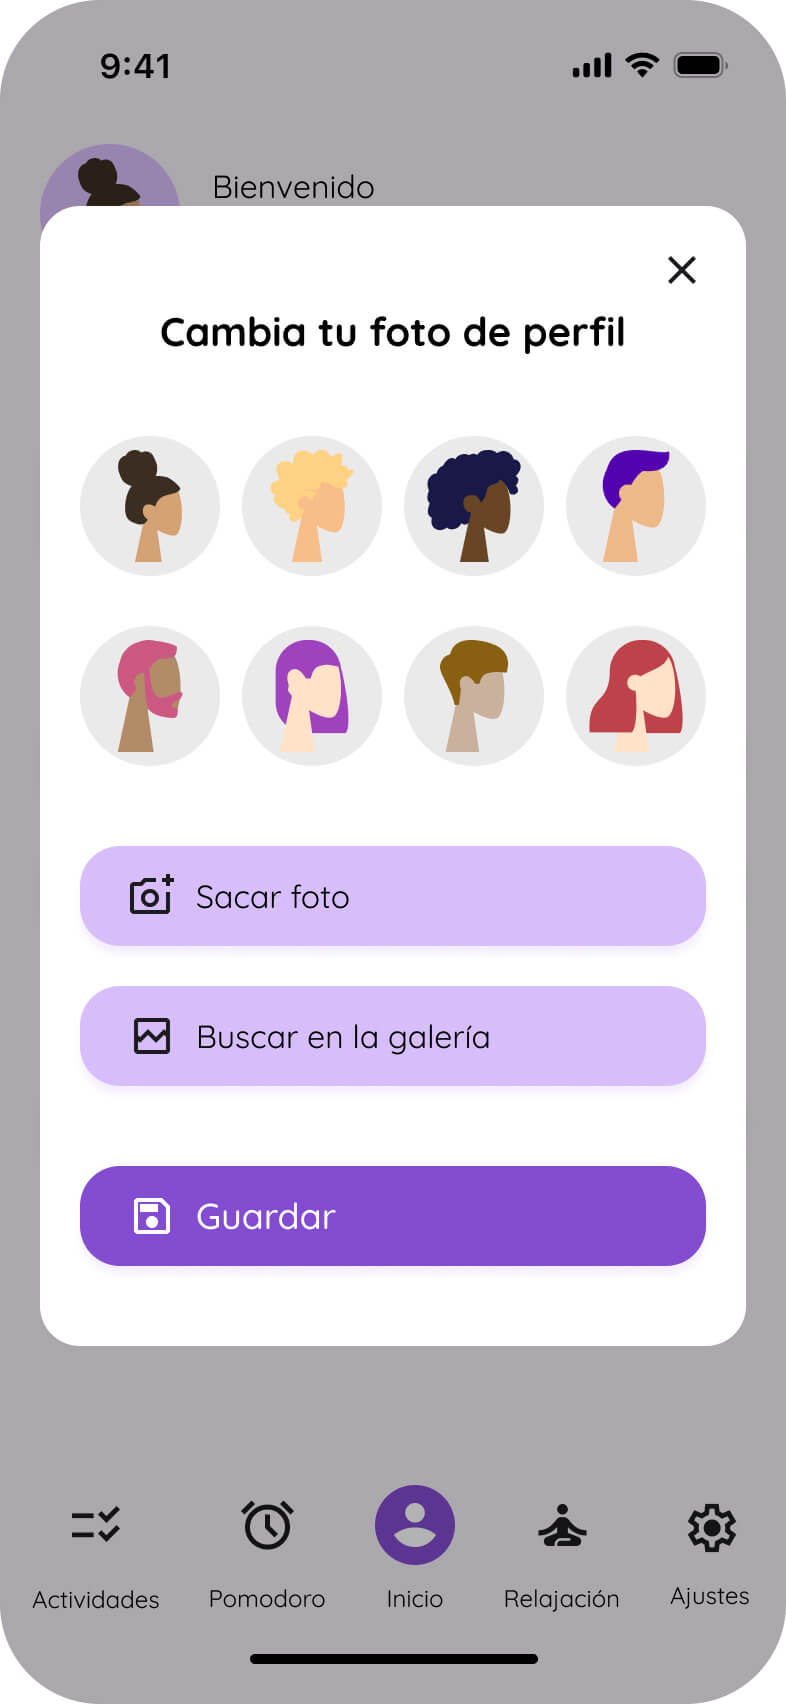 9:41
Bienvenido
Cambia tu foto de perfil
Sacar foto
Buscar en la galería
Guardar
Actividades
Pomodoro
Inicio
Relajación
Ajustes